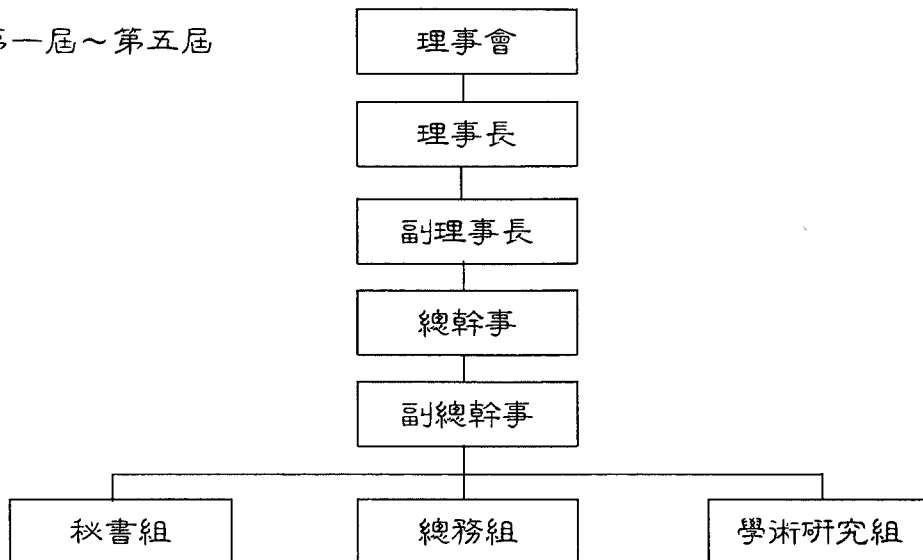 第一屆～第五屆
理事會
理事長
副理事長
總幹事
副總幹事
秘書組
總務組
學術研究組